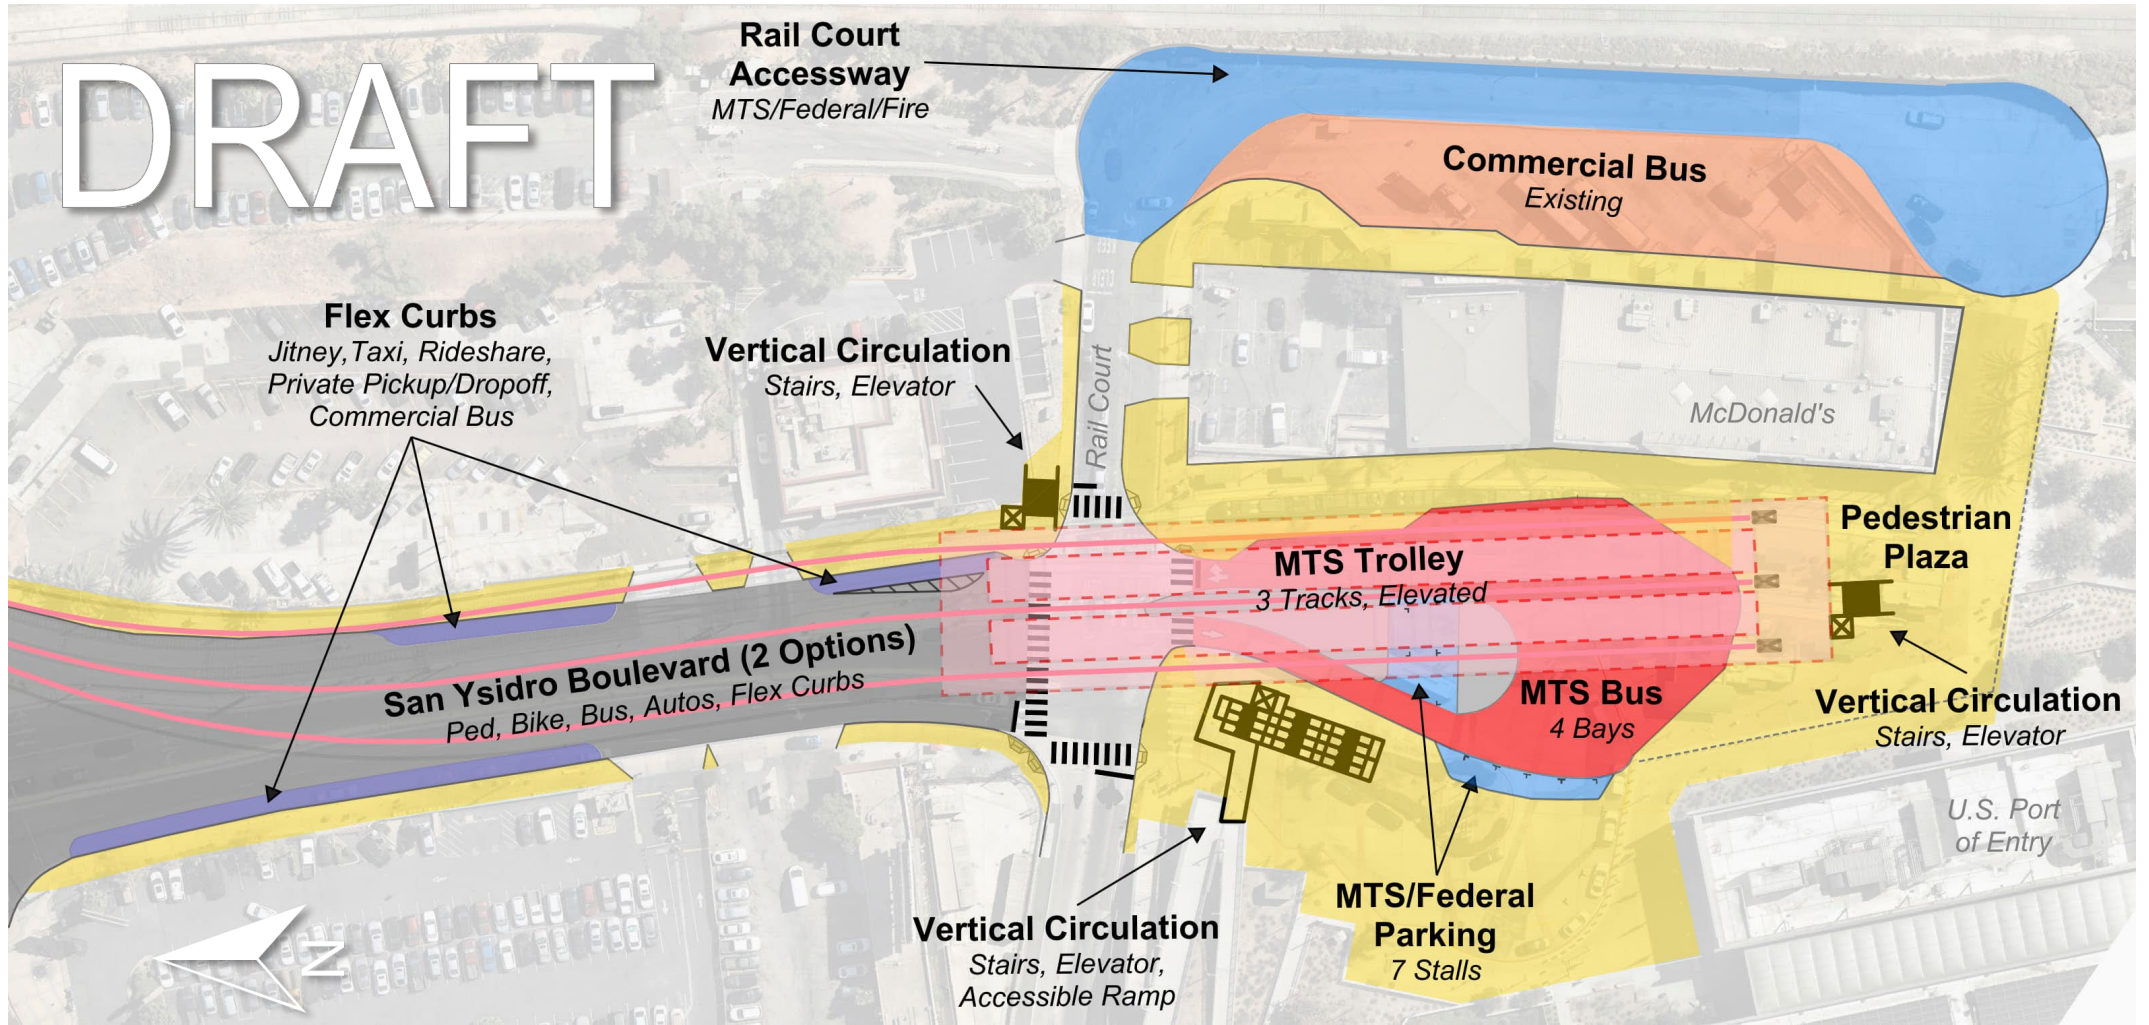 DRAFT
Rail Court
Accessway
MTS/Federal/Fire
Commercial Bus
Existing
Flex Curbs
Jitney,Taxi, Rideshare,
Private Pickup/Dropoff,
Commercial Bus
Vertical Circulation
Stairs, Elevator
Rail Court
McDonald's
Pedestrian
Plaza
MTS Trolley
3 Tracks, Elevated
San Ysidro Boulevard (2 Options)
Ped, Bike, Bus, Autos, Flex Curbs
MTS Bus
4 Bays
Vertical Circulation
Stairs, Elevator
U.S. Port
of Entry
MTS/Federal
Parking
7 Stalls
Vertical Circulation
Stairs, Elevator,
Accessible Ramp
N